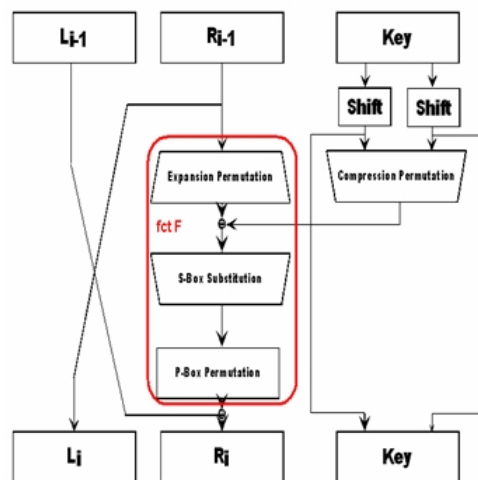 Li-1
Ri-1
Key
Shift
Shift
Expansion Permutation
Compression Permutation
fct F
S-Box Substitution
P-Box Permutation
Li
Ri
Key